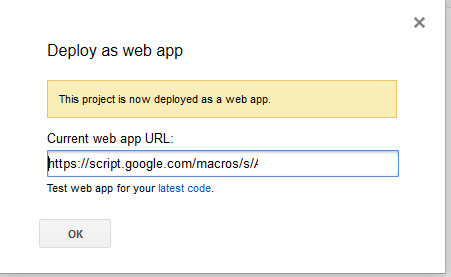 Deploy as web app
This project is now deployed as a web app.
Current web app URL:
https://script.google.com/macros/s/A
Test web app for your latest code.
OK